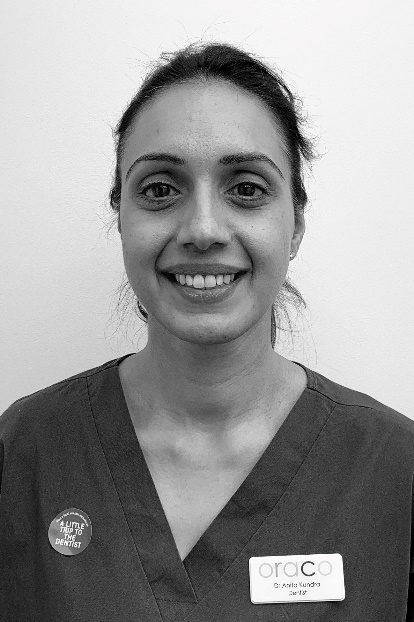 A LITTLE
TRIP TO
THE
DENTIST
oraco
Dr Anita Kundra
Dentist